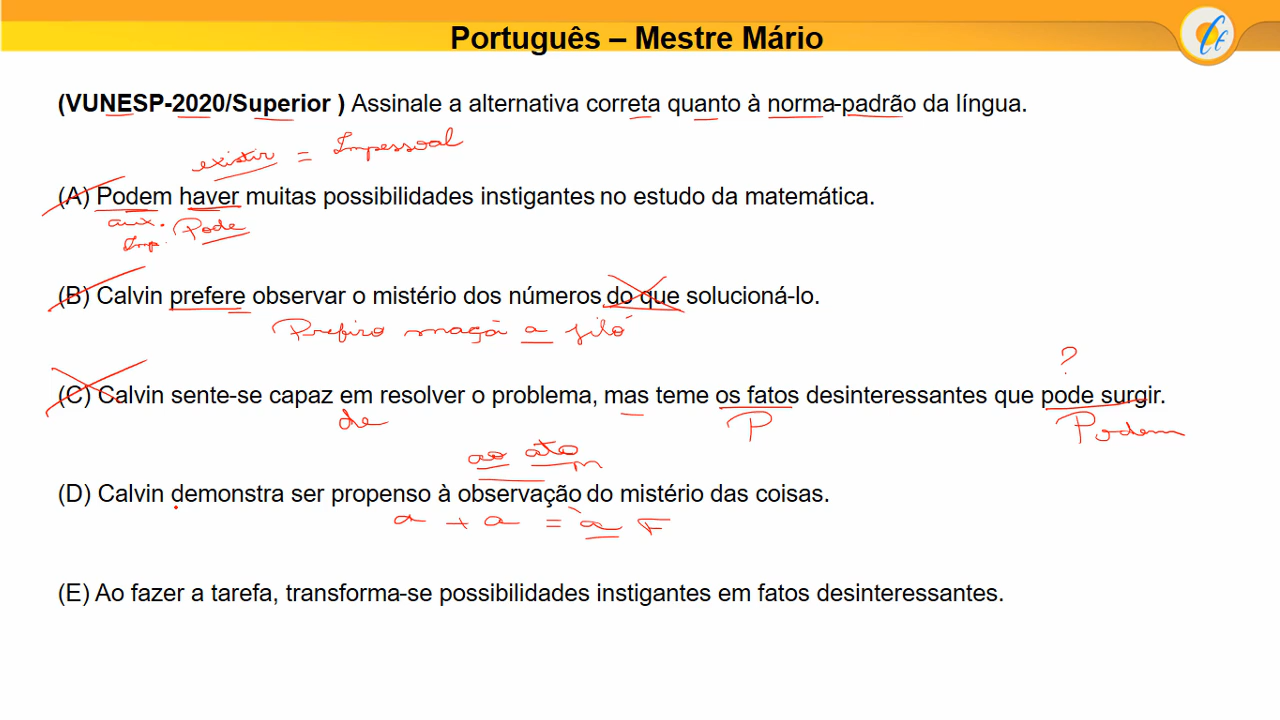 Português – Mestre Mário
(VUNESP-2020/Superior ) Assinale a alternativa correta quanto à norma-padrão da língua.
existir = Impessoal
(A) Podem haver muitas possibilidades instigantes no estudo da matemática.
aux. Pode
Imp.
(B) Calvin prefere observar o mistério dos números do que solucioná-lo.
Prefiro maçã a jiló
?
(C) Calvin sente-se capaz em resolver o problema, mas teme os fatos desinteressantes que pode surgir.
de P Podem
ao ato m
(D) Calvin demonstra ser propenso à observação do mistério das coisas.
a + a = à F
(E) Ao fazer a tarefa, transforma-se possibilidades instigantes em fatos desinteressantes.